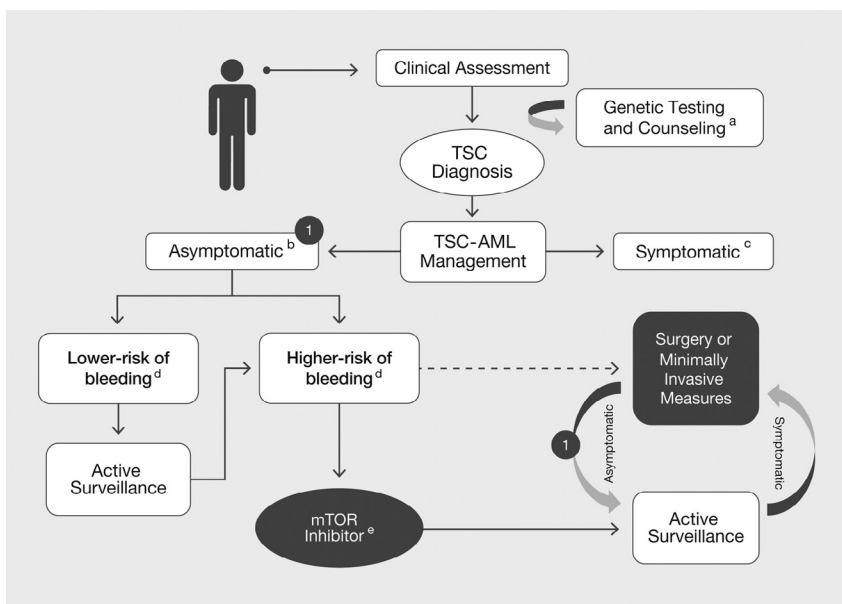 Clinical Assessment
Genetic Testing
and Counseling a
TSC
Diagnosis
1
Asymptomatic b
TSC-AML
Management
Symptomatic c
Lower-risk of
bleeding d
Higher-risk of
bleeding d
Surgery or
Minimally
Invasive
Measures
1
Asymptomatic
Symptomatic
Active
Surveillance
mTOR
Inhibitor e
Active
Surveillance